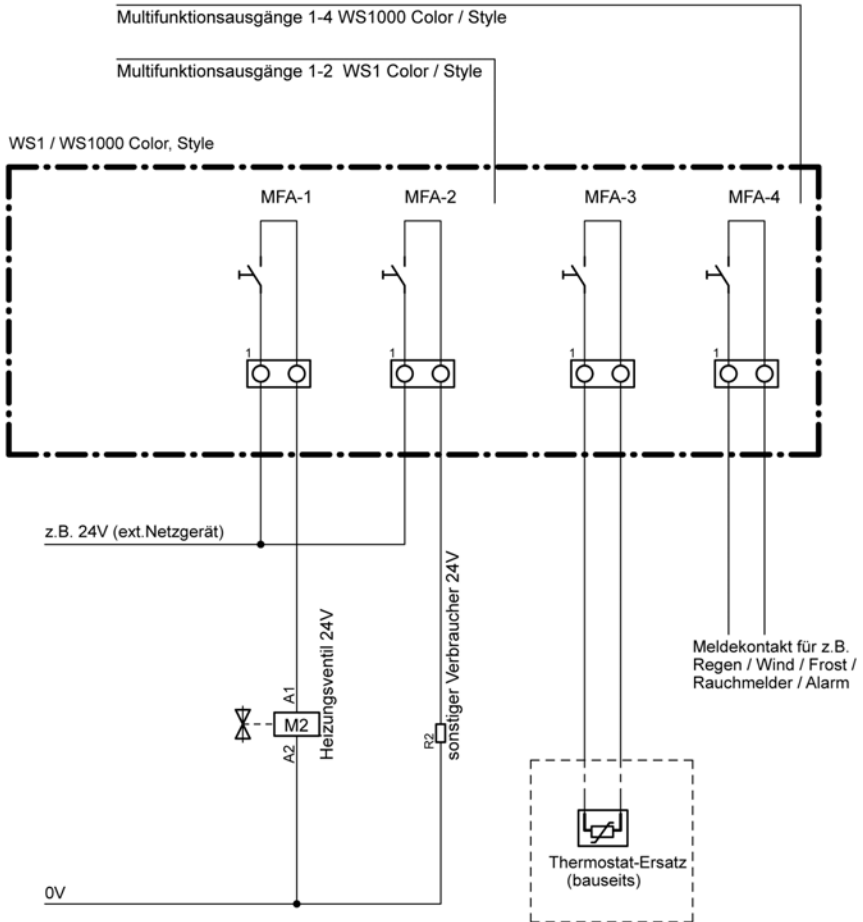 Multifunktionsausgänge 1-4 WS1000 Color / Style
Multifunktionsausgänge 1-2 WS1 Color / Style
WS1 / WS1000 Color, Style
MFA-1
MFA-2
MFA-3
MFA-4
1
1
1
1
z.B. 24V (ext.Netzgerät)
A1
M2
A2
Heizungsventil 24V
R2
sonstiger Verbraucher 24V
Meldekontakt für z.B.
Regen / Wind / Frost /
Rauchmelder / Alarm
Thermostat-Ersatz
(bauseits)
0V